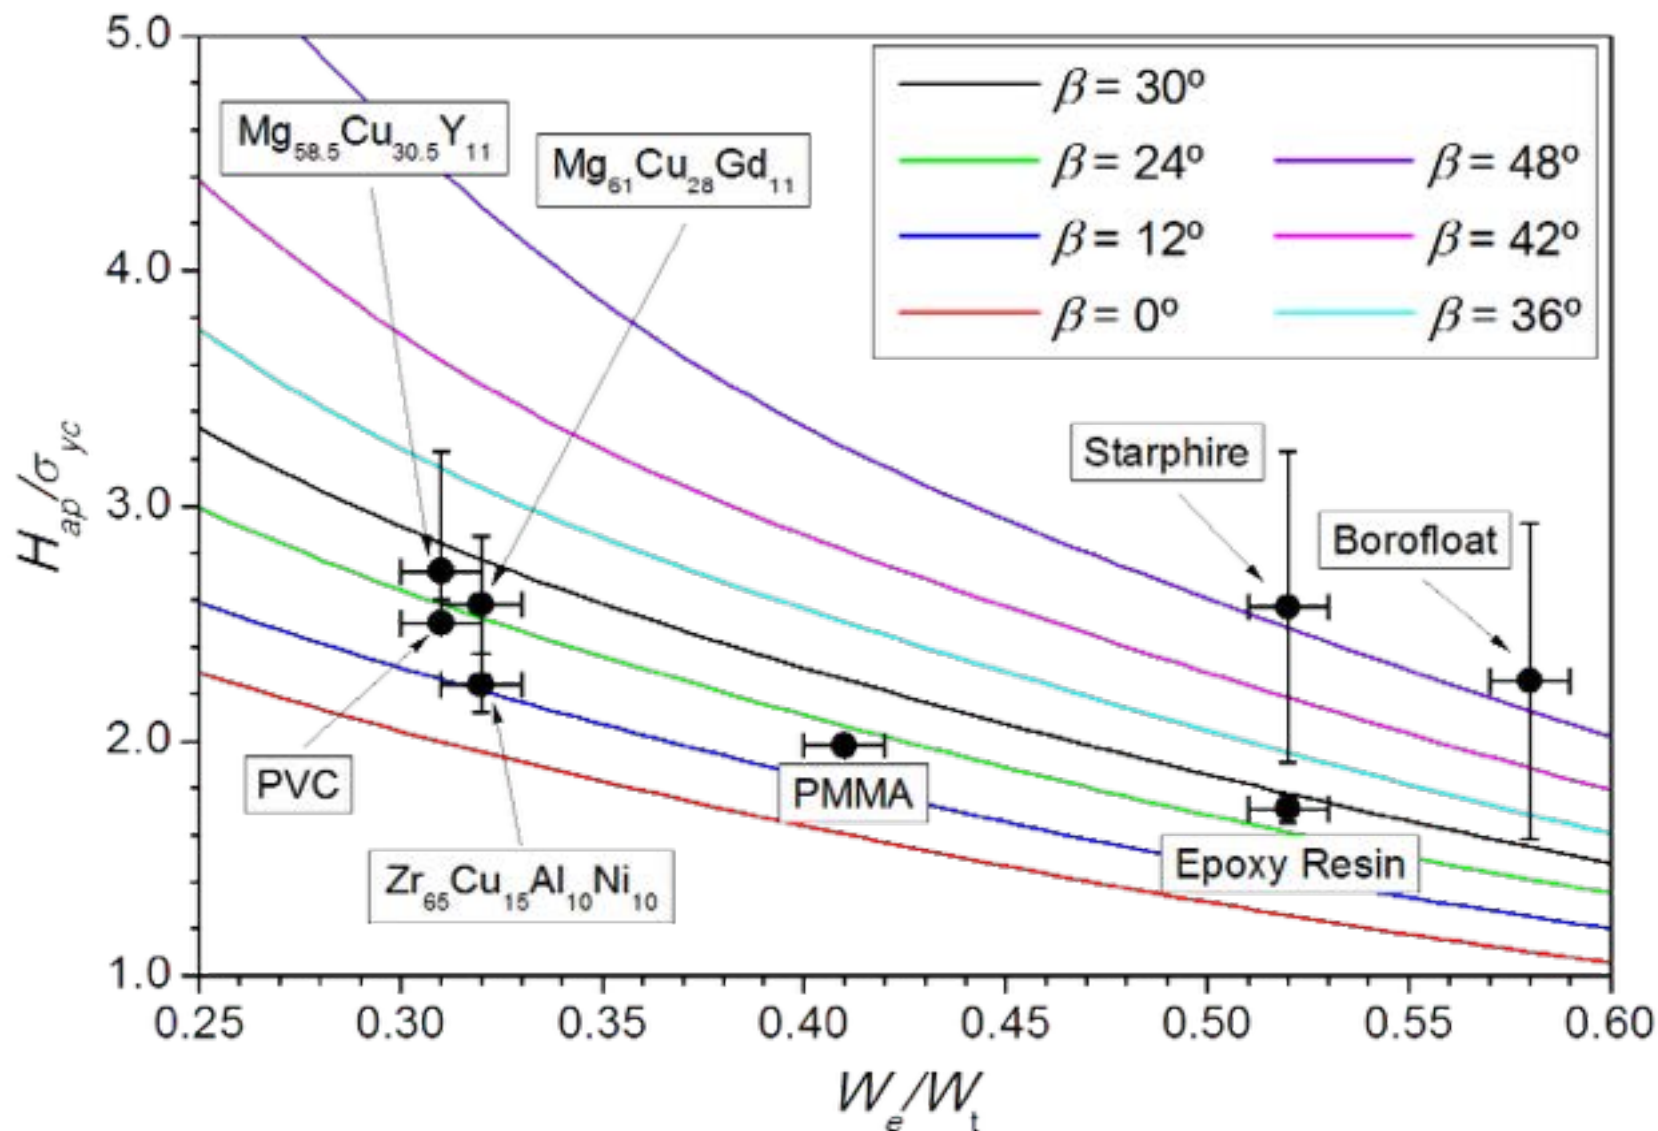 5.0
4.0
3.0
2.0
1.0
H_ap/σ_yc
β = 30º
β = 24º
β = 48º
β = 12º
β = 42º
β = 0º
β = 36º
Mg₅₈.₅Cu₃₀.₅Y₁₁
Mg₆₁Cu₂₈Gd₁₁
Starphire
Borofloat
PVC
PMMA
Zr₆₅Cu₁₅Al₁₀Ni₁₀
Epoxy Resin
0.25 0.30 0.35 0.40 0.45 0.50 0.55 0.60
W_e/W_t